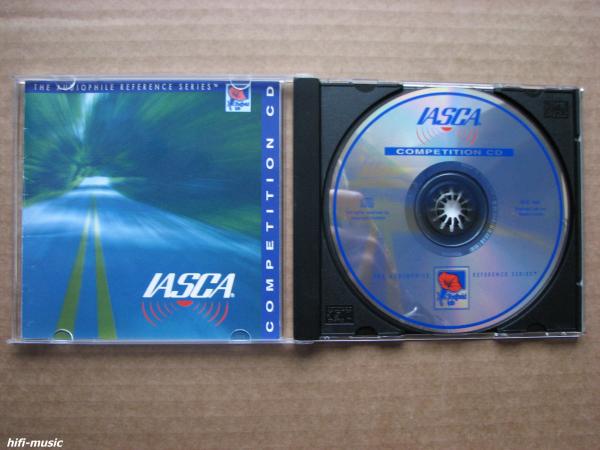 THE AUDIOPHILE REFERENCE SERIES™
COMPETITION CD
IASCA®
IASCA
COMPETITION CD
THE AUDIOPHILE REFERENCE SERIES™
hifi-music